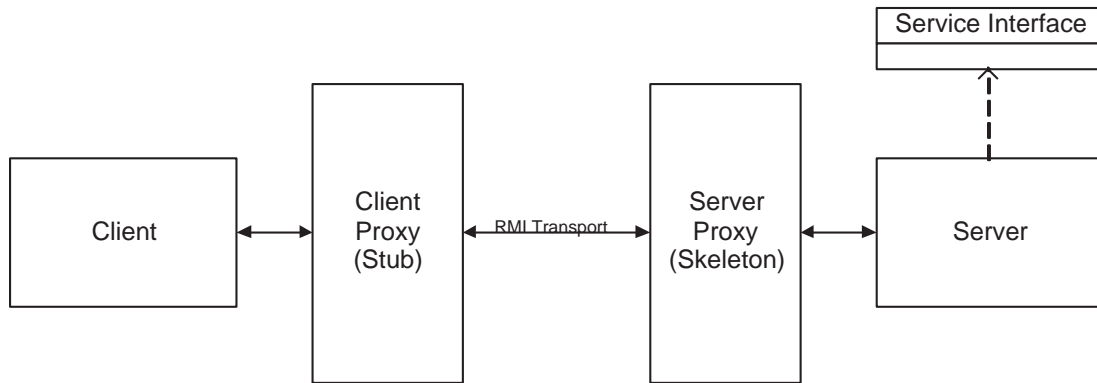 Service Interface
Client
Client
Proxy
(Stub)
RMI Transport
Server
Proxy
(Skeleton)
Server